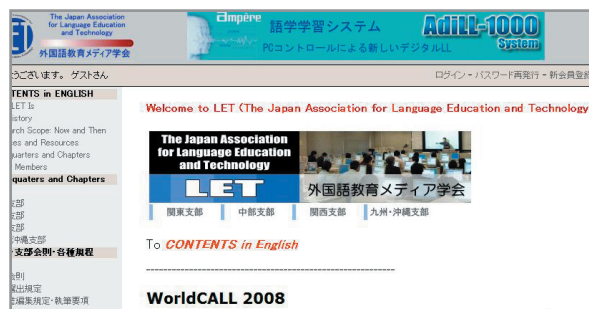 The Japan Association
for Language Education
and Technology
外国語教育メディア学会
Ampère
語学学習システム
PCコントロールによる新しいデジタルLL
AdiLL-1000
System
うございます。 ゲストさん
ログイン - パスワード再発行 - 新会員登録
TENTS in ENGLISH
LET Is
story
rch Scope: Now and Then
es and Resources
uarters and Chapters
Members
quaters and Chapters
支部
支部
支部
沖縄支部
・支部会則・各種規程
会則
選出規定
誌編集規定・執筆要項
Welcome to LET (The Japan Association for Language Education and Technology
The Japan Association
for Language Education
and Technology
LET
外国語教育メディア学会
関東支部 中部支部 関西支部 九州・沖縄支部
To CONTENTS in English
------------------------------------------------------------
WorldCALL 2008